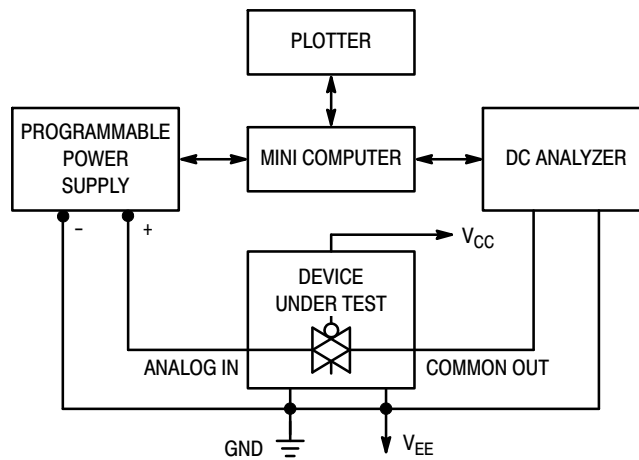 PLOTTER
PROGRAMMABLE
POWER
SUPPLY
MINI COMPUTER
DC ANALYZER
– +
VCC
DEVICE
UNDER TEST
ANALOG IN
COMMON OUT
GND
VEE